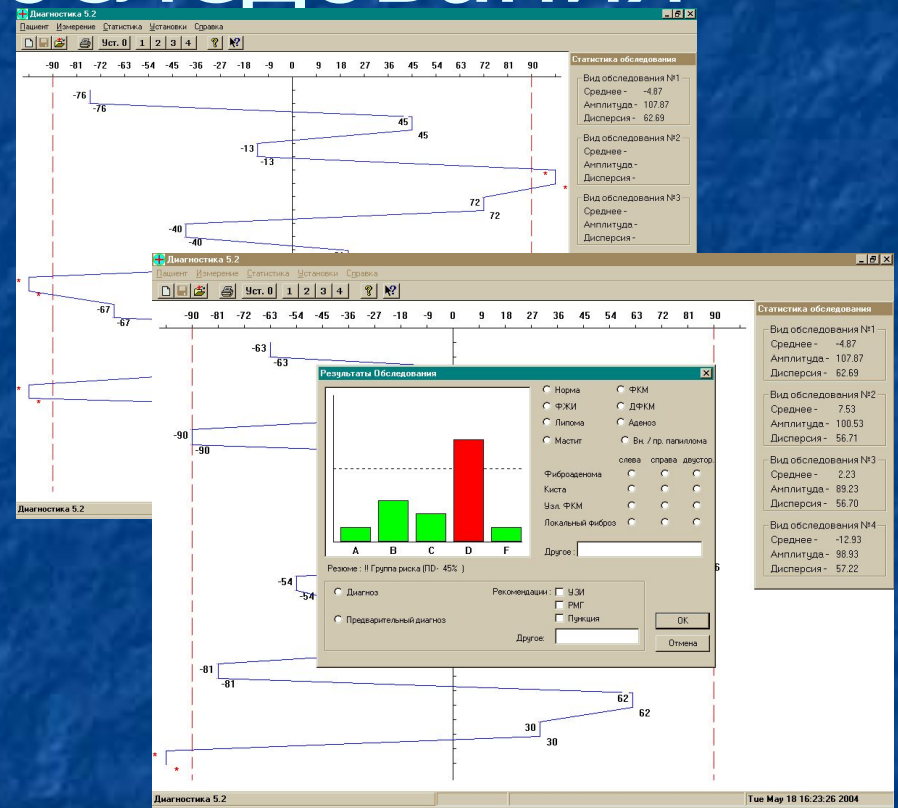 обследования
Диагностика 5.2
Пациент Измерение Статистика Установки Справка
Уст. 0 1 2 3 4
-90 -81 -72 -63 -54 -45 -36 -27 -18 -9 0 9 18 27 36 45 54 63 72 81 90
-76
-76
45
45
-13
-13
*
*
72
72
-40
-40
*
*
-67
-67
*
*
Диагностика 5.2
Статистика обследования
Вид обследования №1
Среднее - -4.87
Амплитуда - 107.87
Дисперсия - 62.69
Вид обследования №2
Среднее -
Амплитуда -
Дисперсия -
Вид обследования №3
Среднее -
Амплитуда -
Дисперсия -
Диагностика 5.2
Пациент Измерение Статистика Установки Справка
Уст. 0 1 2 3 4
-90 -81 -72 -63 -54 -45 -36 -27 -18 -9 0 9 18 27 36 45 54 63 72 81 90
-63
-63
-90
-90
-54
-54
-81
-81
62
62
30
30
*
*
Результаты Обследования
A B C D F
Норма ФКМ
ФЖИ ДФКМ
Липома Аденоз
Мастит Вн. / пр. папиллома
слева справа двустор.
Фиброаденома
Киста
Узл. ФКМ
Локальный фиброз
Другое :
Резюме : !! Группа риска (ПD- 45% )
Диагноз
Предварительный диагноз
Рекомендации : УЗИ
РМГ
Пункция
Другое:
OK
Отмена
Статистика обследования
Вид обследования №1
Среднее - -4.87
Амплитуда - 107.87
Дисперсия - 62.69
Вид обследования №2
Среднее - 7.53
Амплитуда - 100.53
Дисперсия - 56.71
Вид обследования №3
Среднее - 2.23
Амплитуда - 89.23
Дисперсия - 56.70
Вид обследования №4
Среднее - -12.93
Амплитуда - 98.93
Дисперсия - 57.22
Диагностика 5.2
Tue May 18 16:23:26 2004